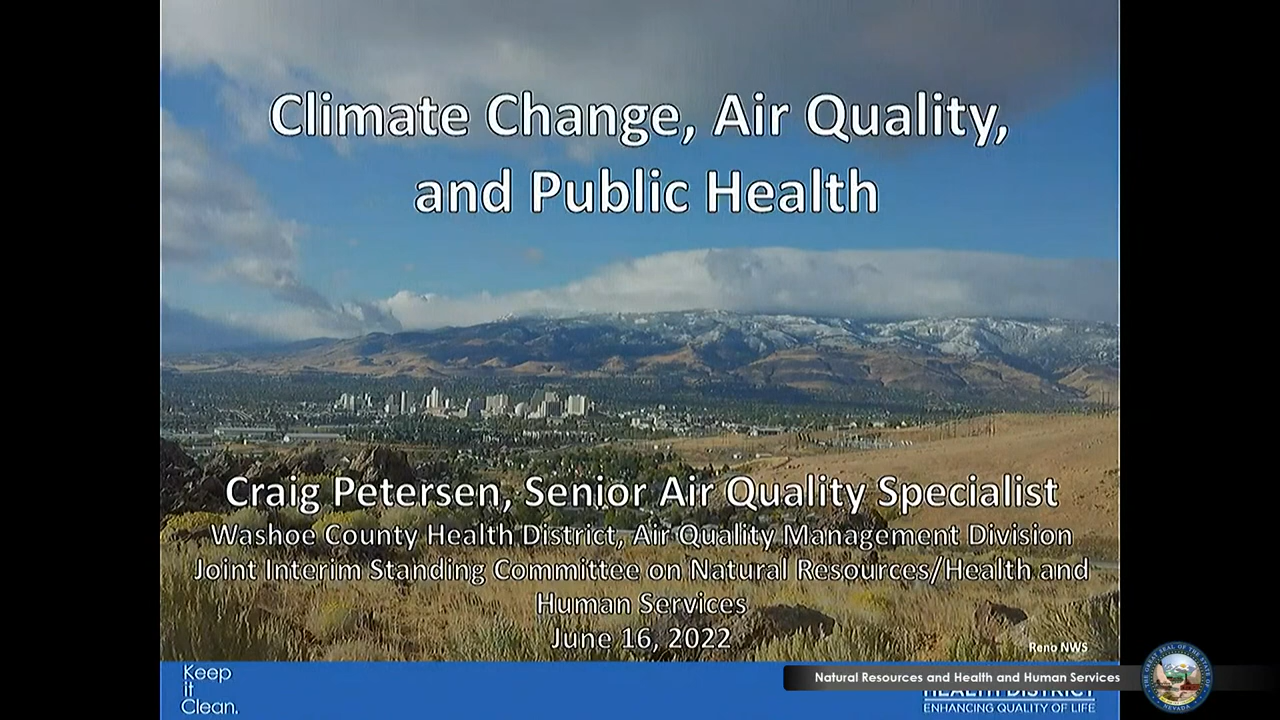 Climate Change, Air Quality,
and Public Health
Craig Petersen, Senior Air Quality Specialist
Washoe County Health District, Air Quality Management Division
Joint Interim Standing Committee on Natural Resources/Health and
Human Services
June 16, 2022
Reno NWS
Keep
it
Clean.
Natural Resources and Health and Human Services
HEALTH DISTRICT
ENHANCING QUALITY OF LIFE